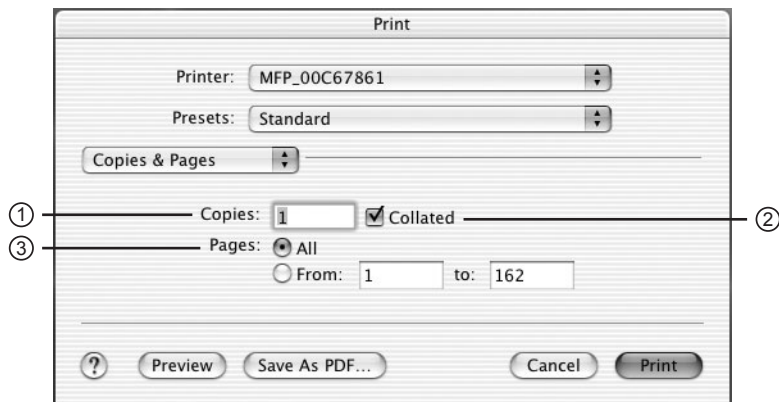 Print
Printer: MFP_00C67861
Presets: Standard
Copies & Pages
① Copies: 1 Collated ②
③ Pages: All
From: 1 to: 162
? Preview Save As PDF... Cancel Print